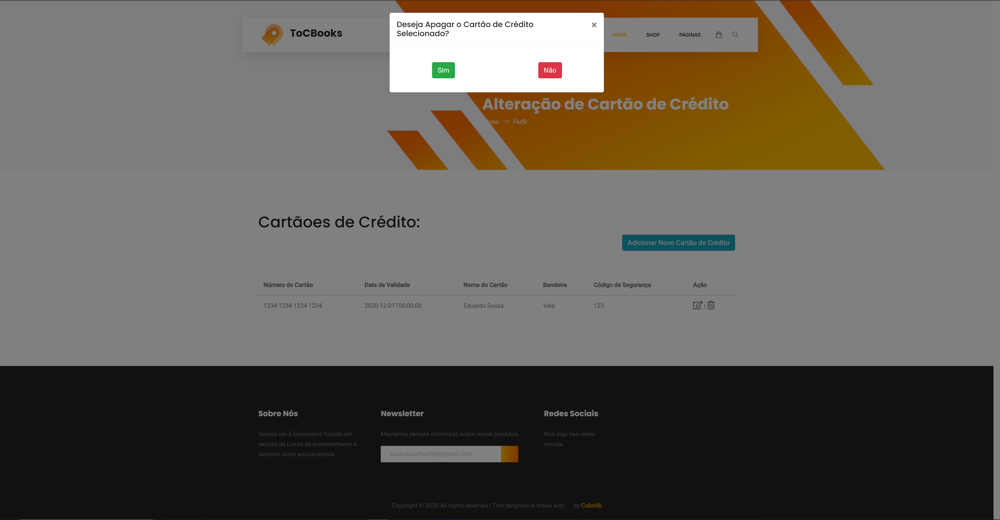 Deseja Apagar o Cartão de Crédito
Selecionado?
×
Sim
Não
ToCBooks
HOME
SHOP
PÁGINAS
Alteração de Cartão de Crédito
Perfil
Cartãoes de Crédito:
Adicionar Novo Cartão de Crédito
Número do Cartão Data de Validade Nome do Cartão Bandeira Código de Segurança Ação
1234 1234 1234 1234 2020-12-01T00:00:00 Eduardo Souza Visa 123 |
Sobre Nós
Somos um E-commerce focado em
vendas de Livros de entreterimento e
também livros educacionaiis
Newsletter
Mantenha sempre informado sobre novos produtos
eduardocarlos456@gmail.com
Redes Sociais
Nos siga nas redes
sociais
Copyright © 2020 All rights reserved | This template is made with by Colorlib